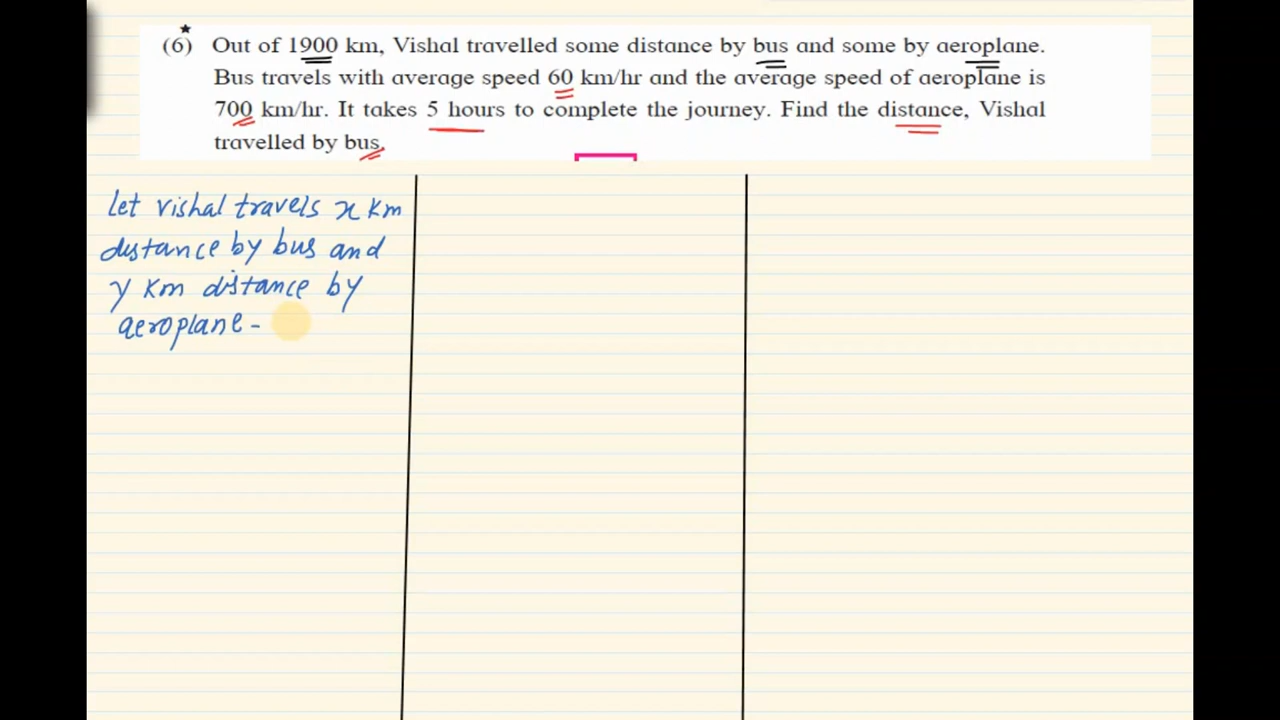 (6)* Out of 1900 km, Vishal travelled some distance by bus and some by aeroplane.
Bus travels with average speed 60 km/hr and the average speed of aeroplane is
700 km/hr. It takes 5 hours to complete the journey. Find the distance, Vishal
travelled by bus.
let vishal travels x km
distance by bus and
y km distance by
aeroplane -